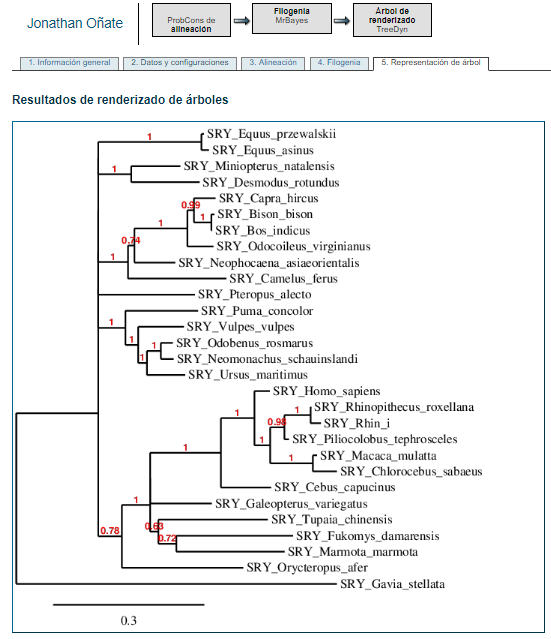 Jonathan Oñate
ProbCons de
alineación
Filogenia
MrBayes
Árbol de
renderizado
TreeDyn
1. Información general
2. Datos y configuraciones
3. Alineación
4. Filogenia
5. Representación de árbol
Resultados de renderizado de árboles
1
SRY_Equus_przewalskii
SRY_Equus_asinus
1
SRY_Miniopterus_natalensis
SRY_Desmodus_rotundus
SRY_Capra_hircus
0.99
1
SRY_Bison_bison
SRY_Bos_indicus
1
0.74
SRY_Odocoileus_virginianus
1
SRY_Neophocaena_asiaeorientalis
SRY_Camelus_ferus
SRY_Pteropus_alecto
SRY_Puma_concolor
1
SRY_Vulpes_vulpes
1
SRY_Odobenus_rosmarus
1
1
SRY_Neomonachus_schauinslandi
SRY_Ursus_maritimus
SRY_Homo_sapiens
1
1
SRY_Rhinopithecus_roxellana
0.98
SRY_Rhin_i
1
SRY_Piliocolobus_tephrosceles
1
SRY_Macaca_mulatta
1
SRY_Chlorocebus_sabaeus
SRY_Cebus_capucinus
1
SRY_Galeopterus_variegatus
SRY_Tupaia_chinensis
0.63
0.78
SRY_Fukomys_damarensis
0.72
SRY_Marmota_marmota
SRY_Orycteropus_afer
SRY_Gavia_stellata
0.3